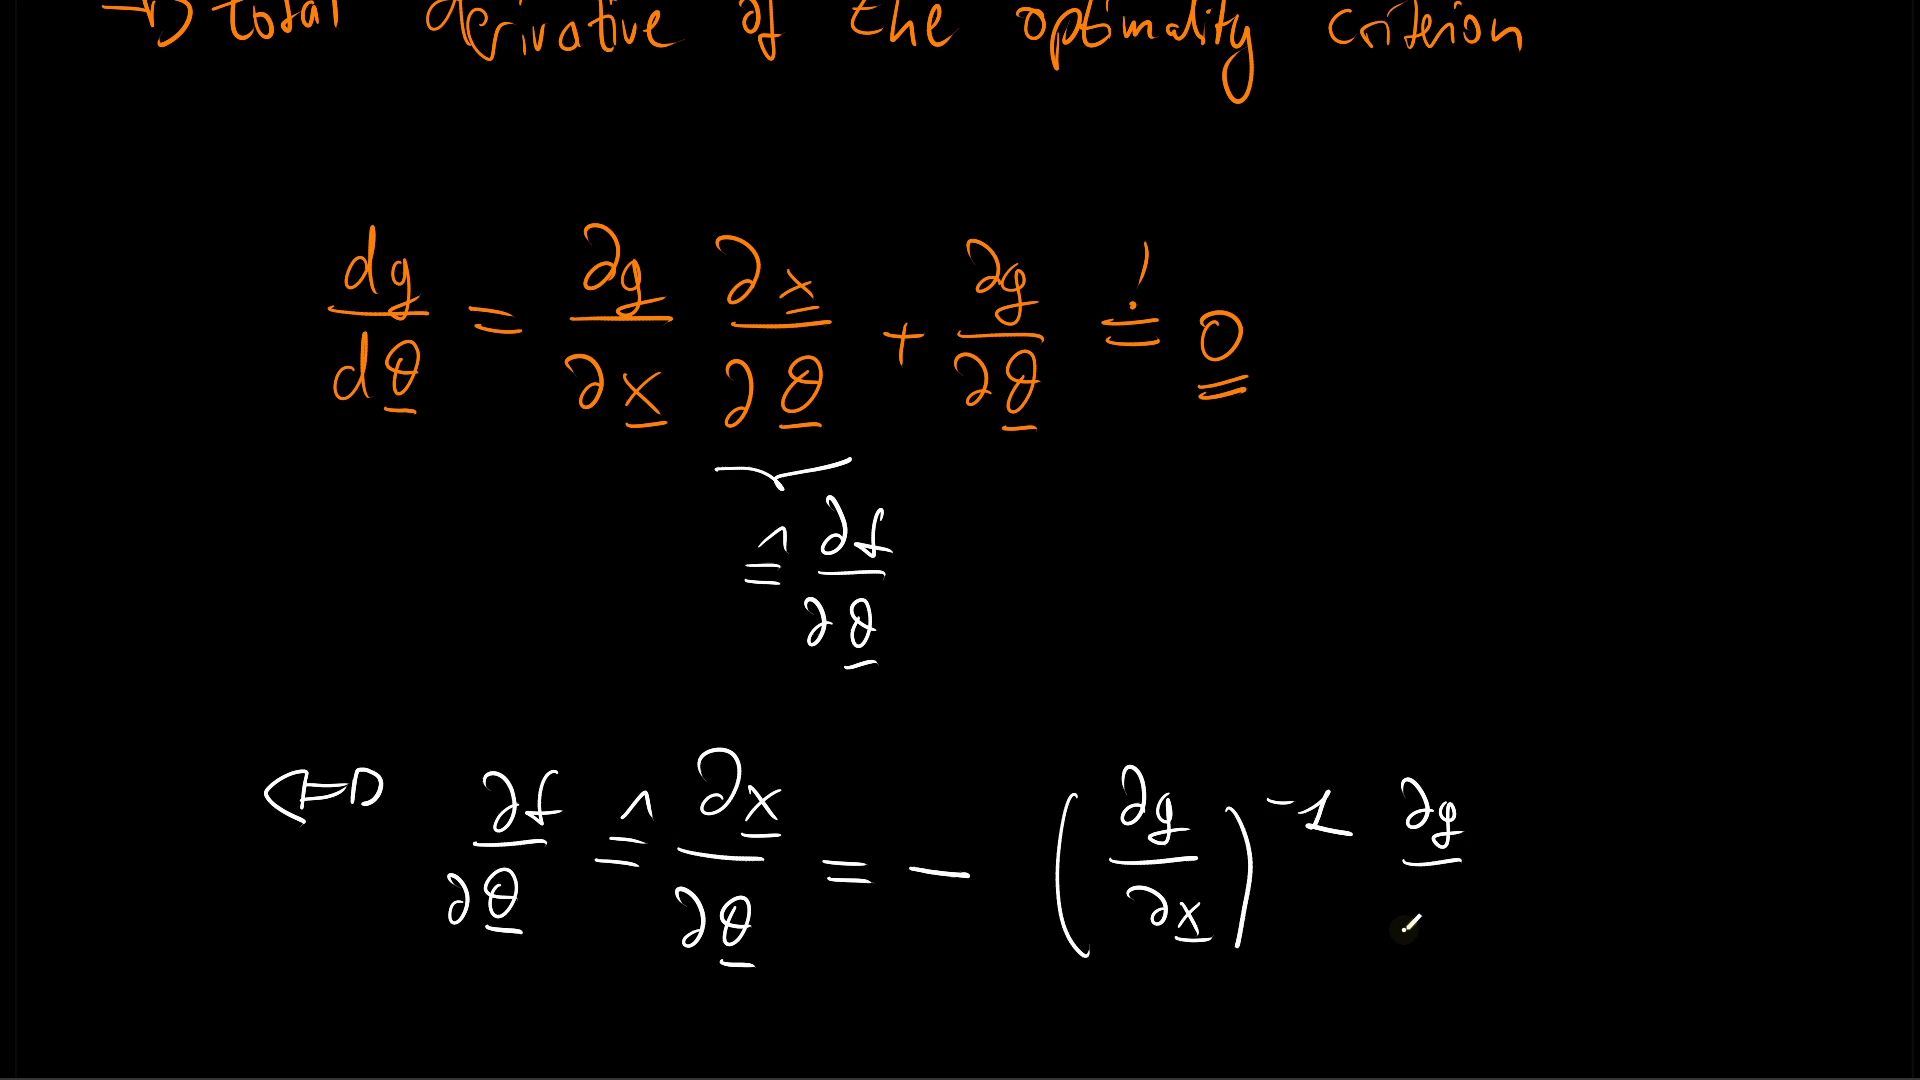 → total derivative of the optimality criterion
dg/dθ = ∂g/∂x ∂x/∂θ + ∂g/∂θ =! 0
≙ ∂f/∂θ
⇔ ∂f/∂θ ≙ ∂x/∂θ = − (∂g/∂x)^-1 ∂g